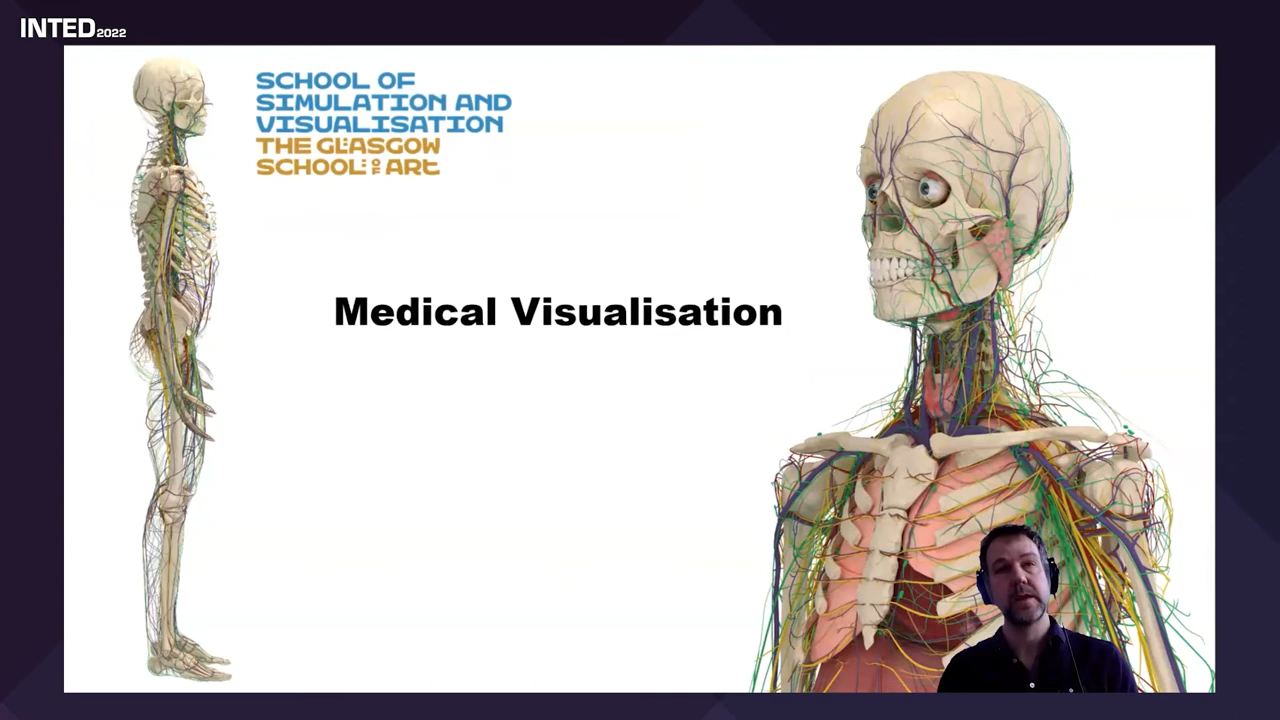 INTED2022
SCHOOL OF
SIMULATION AND
VISUALISATION
THE GLASGOW
SCHOOL OF ART
Medical Visualisation